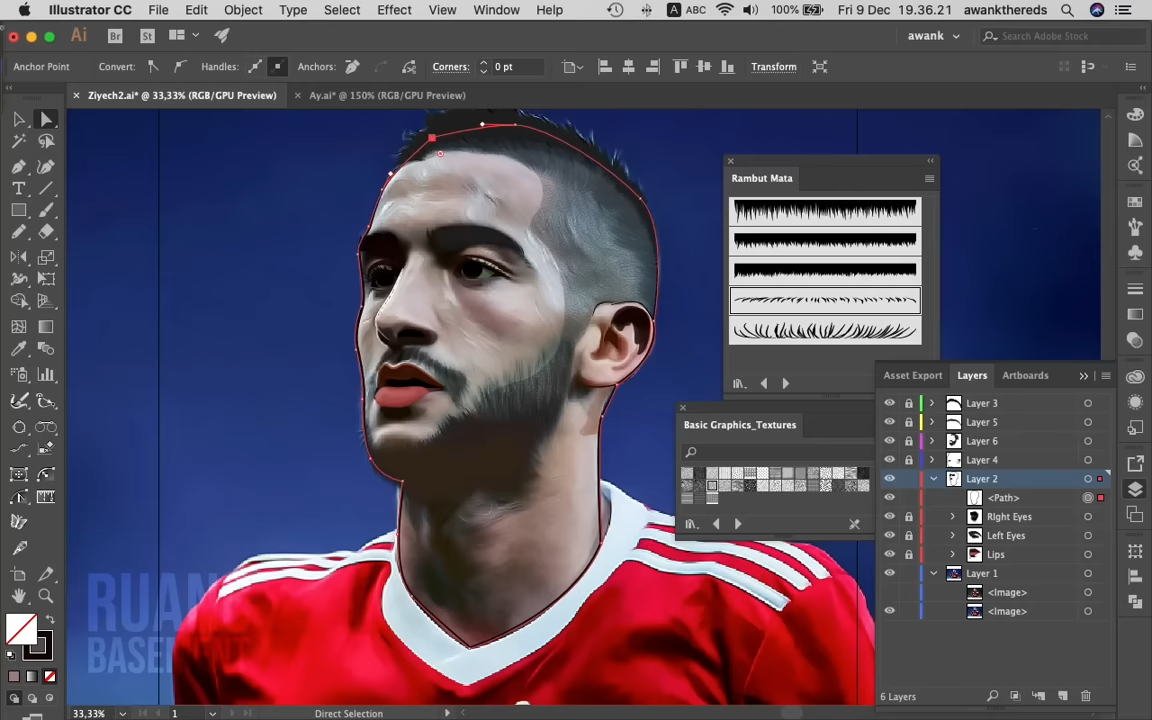 Illustrator CC File Edit Object Type Select Effect View Window Help A ABC 100% Fri 9 Dec 19.36.21 awankthereds
Ai Br St awank Search Adobe Stock
Anchor Point Convert: Handles: Anchors: Corners: 0 pt Transform
× Ziyech2.ai* @ 33,33% (RGB/GPU Preview) × Ay.ai* @ 150% (RGB/GPU Preview)
Rambut Mata
Asset Export Layers Artboards
Layer 3
Layer 5
Layer 6
Layer 4
Layer 2
<Path>
RIght Eyes
Left Eyes
Lips
Layer 1
<Image>
<Image>
6 Layers
Basic Graphics_Textures
RUANG
BASEMENT
33,33% 1 Direct Selection